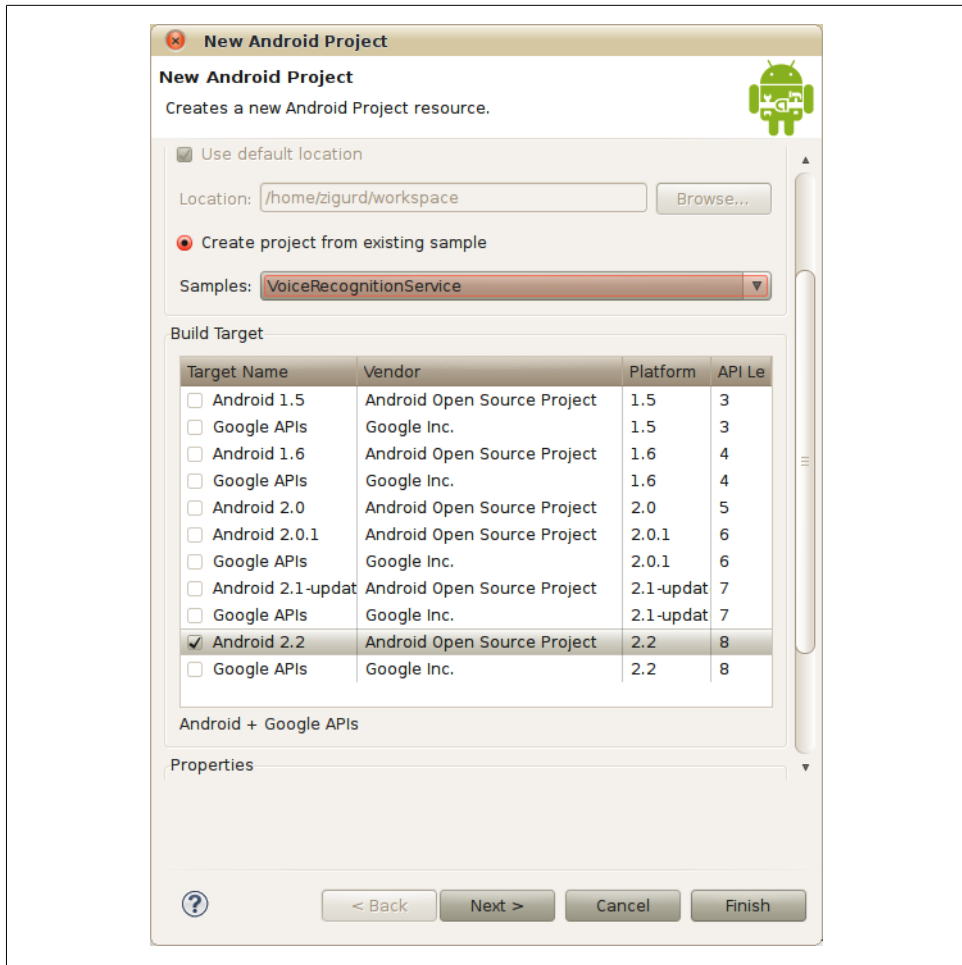 New Android Project
New Android Project
Creates a new Android Project resource.
Use default location
Location: /home/zigurd/workspace Browse...
Create project from existing sample
Samples: VoiceRecognitionService
Build Target
Target Name Vendor Platform API Le
Android 1.5 Android Open Source Project 1.5 3
Google APIs Google Inc. 1.5 3
Android 1.6 Android Open Source Project 1.6 4
Google APIs Google Inc. 1.6 4
Android 2.0 Android Open Source Project 2.0 5
Android 2.0.1 Android Open Source Project 2.0.1 6
Google APIs Google Inc. 2.0.1 6
Android 2.1-updat Android Open Source Project 2.1-updat 7
Google APIs Google Inc. 2.1-updat 7
Android 2.2 Android Open Source Project 2.2 8
Google APIs Google Inc. 2.2 8
Android + Google APIs
Properties
? < Back Next > Cancel Finish